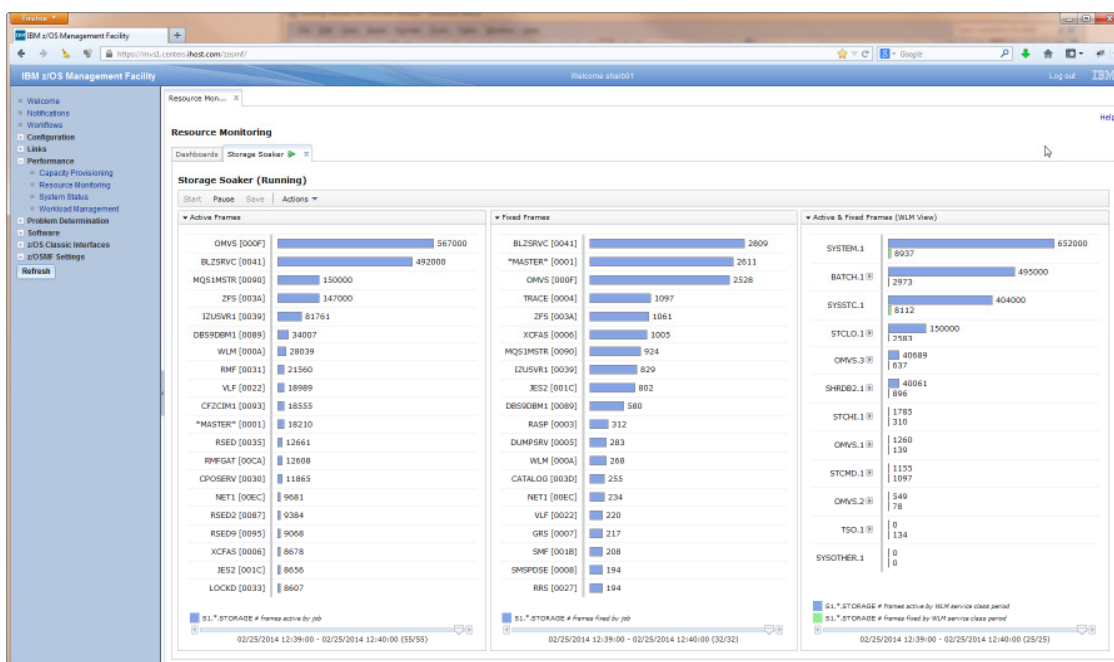 Firefox
IBM z/OS Management Facility
https://mvs1.centers.ihost.com/zosmf/
Google
IBM z/OS Management Facility
Welcome sharb01
Log out
IBM
Welcome
Notifications
Workflows
Configuration
Links
Performance
Capacity Provisioning
Resource Monitoring
System Status
Workload Management
Problem Determination
Software
z/OS Classic Interfaces
z/OSMF Settings
Refresh
Resource Mon...
Help
Resource Monitoring
Dashboards
Storage Soaker
Storage Soaker (Running)
Start Pause Save Actions
Active Frames
OMVS [000F] 567000
BLZSRVC [0041] 492000
MQS1MSTR [0090] 150000
ZFS [003A] 147000
IZUSVR1 [0039] 81761
DBS9DBM1 [0089] 34007
WLM [000A] 28039
RMF [0031] 21560
VLF [0022] 18989
CFZCIM1 [0093] 18555
*MASTER* [0001] 18210
RSED [0035] 12661
RMFGAT [00CA] 12608
CPOSERV [0030] 11865
NET1 [00EC] 9681
RSED2 [0087] 9384
RSED9 [0095] 9068
XCFAS [0006] 8678
JES2 [001C] 8656
LOCKD [0033] 8607
S1.*.STORAGE # frames active by job
02/25/2014 12:39:00 - 02/25/2014 12:40:00 (55/55)
Fixed Frames
BLZSRVC [0041] 2809
*MASTER* [0001] 2611
OMVS [000F] 2528
TRACE [0004] 1097
ZFS [003A] 1061
XCFAS [0006] 1005
MQS1MSTR [0090] 924
IZUSVR1 [0039] 829
JES2 [001C] 802
DBS9DBM1 [0089] 580
RASP [0003] 312
DUMPSRV [0005] 283
WLM [000A] 268
CATALOG [003D] 255
NET1 [00EC] 234
VLF [0022] 220
GRS [0007] 217
SMF [001B] 208
SMSPDSE [0008] 194
RRS [0027] 194
S1.*.STORAGE # frames fixed by job
02/25/2014 12:39:00 - 02/25/2014 12:40:00 (32/32)
Active & Fixed Frames (WLM View)
SYSTEM.1 652000
8937
BATCH.1 495000
2973
SYSSTC.1 404000
8112
STCLO.1 150000
2583
OMVS.3 40689
637
SHRDB2.1 40061
896
STCHI.1 1785
310
OMVS.1 1260
139
STCMD.1 1155
1097
OMVS.2 549
78
TSO.1 0
134
SYSOTHER.1 0
0
S1.*.STORAGE # frames active by WLM service class period
S1.*.STORAGE # frames fixed by WLM service class period
02/25/2014 12:39:00 - 02/25/2014 12:40:00 (25/25)